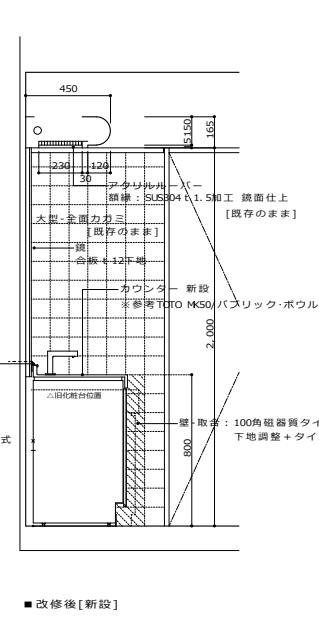 450
15150
165
230
120
30
アクリルルーバー
額縁：SUS304ｔ1.5加工 鏡面仕上
[既存のまま]
大型-全面カガミ
[既存のまま]
鏡
合板ｔ12下地
カウンター 新設
※参考TOTO MK50/パブリック・ボウル
2,000
△旧化粧台位置
式
壁-取合：100角磁器質タイ
下地調整＋タイ
800
■改修後[新設]